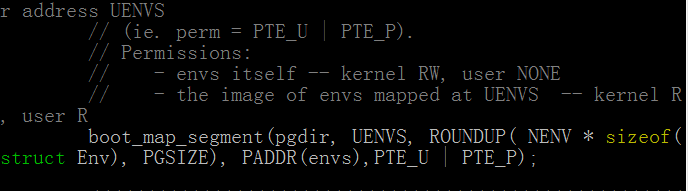 r address UENVS
// (ie. perm = PTE_U | PTE_P).
// Permissions:
//    - envs itself -- kernel RW, user NONE
//    - the image of envs mapped at UENVS  -- kernel R
, user R
boot_map_segment(pgdir, UENVS, ROUNDUP( NENV * sizeof(
struct Env), PGSIZE), PADDR(envs),PTE_U | PTE_P);